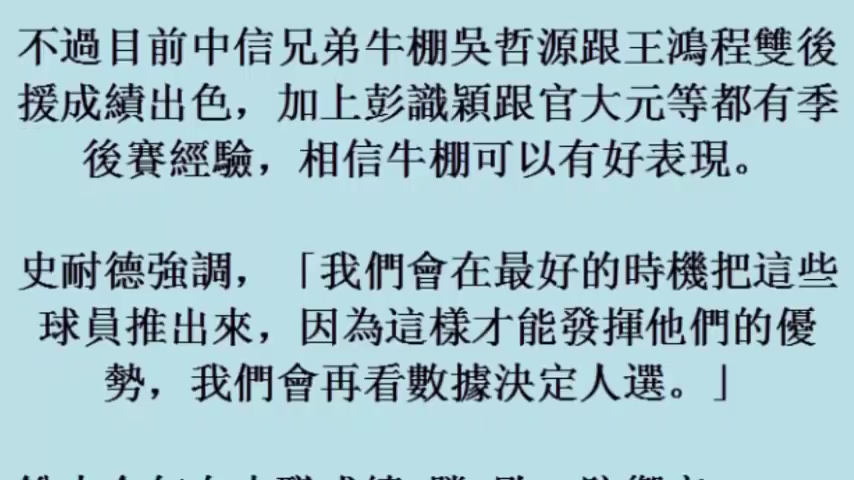 不過目前中信兄弟牛棚吳哲源跟王鴻程雙後
援成績出色，加上彭識穎跟官大元等都有季
後賽經驗，相信牛棚可以有好表現。
史耐德強調，「我們會在最好的時機把這些
球員推出來，因為這樣才能發揮他們的優
勢，我們會再看數據決定人選。」